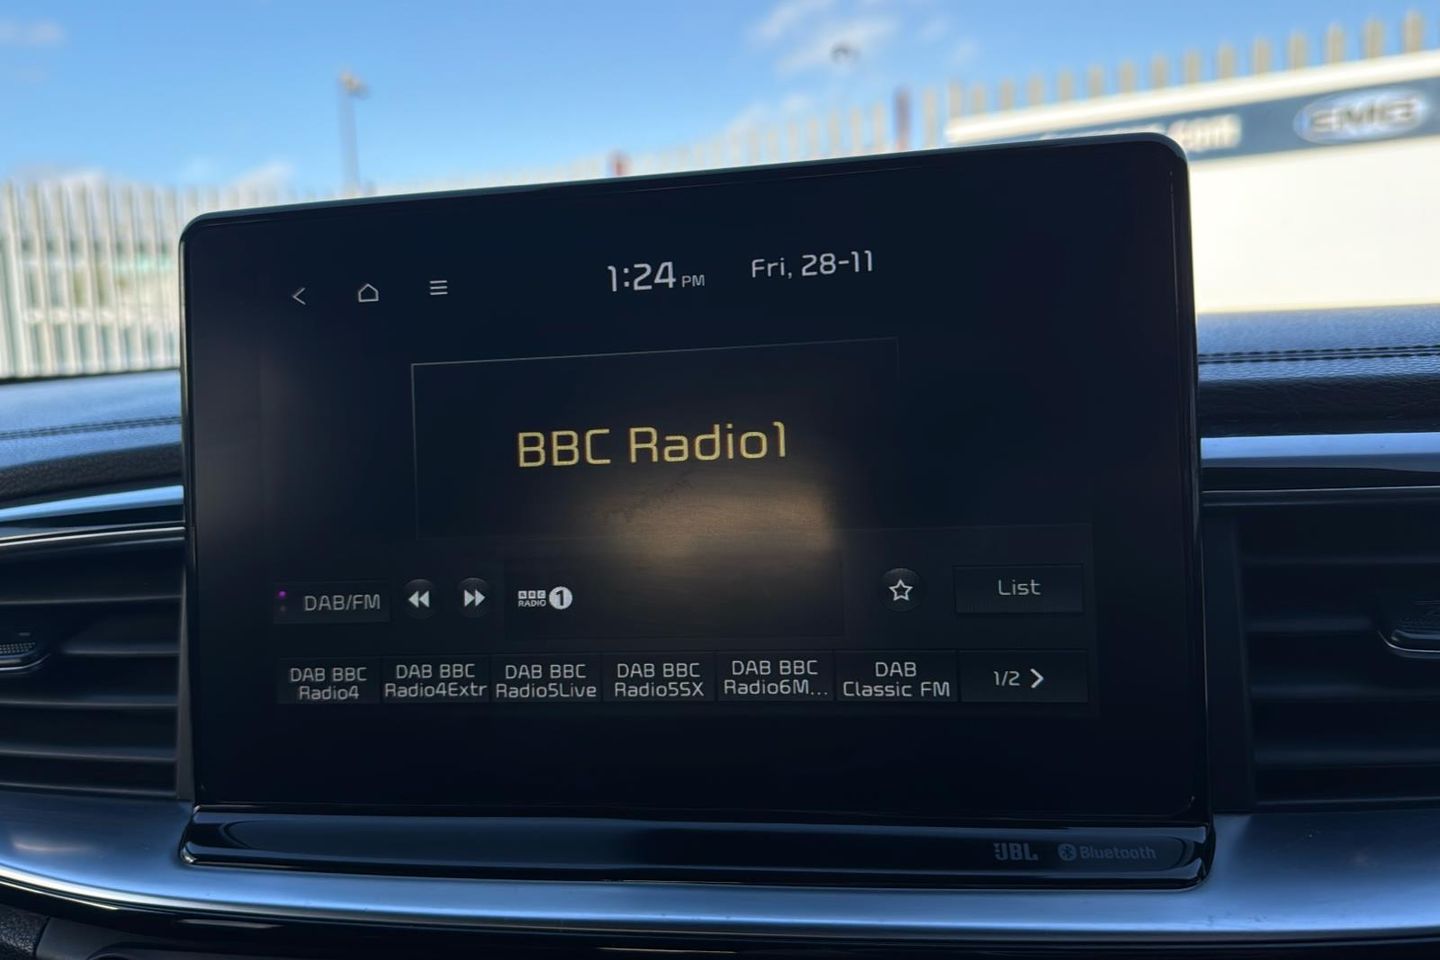 EMG
1:24 PM Fri, 28-11
BBC Radio1
DAB/FM
BBC
RADIO 1
List
DAB BBC
Radio4
DAB BBC
Radio4Extr
DAB BBC
Radio5Live
DAB BBC
Radio5SX
DAB BBC
Radio6M...
DAB
Classic FM
1/2
JBL Bluetooth